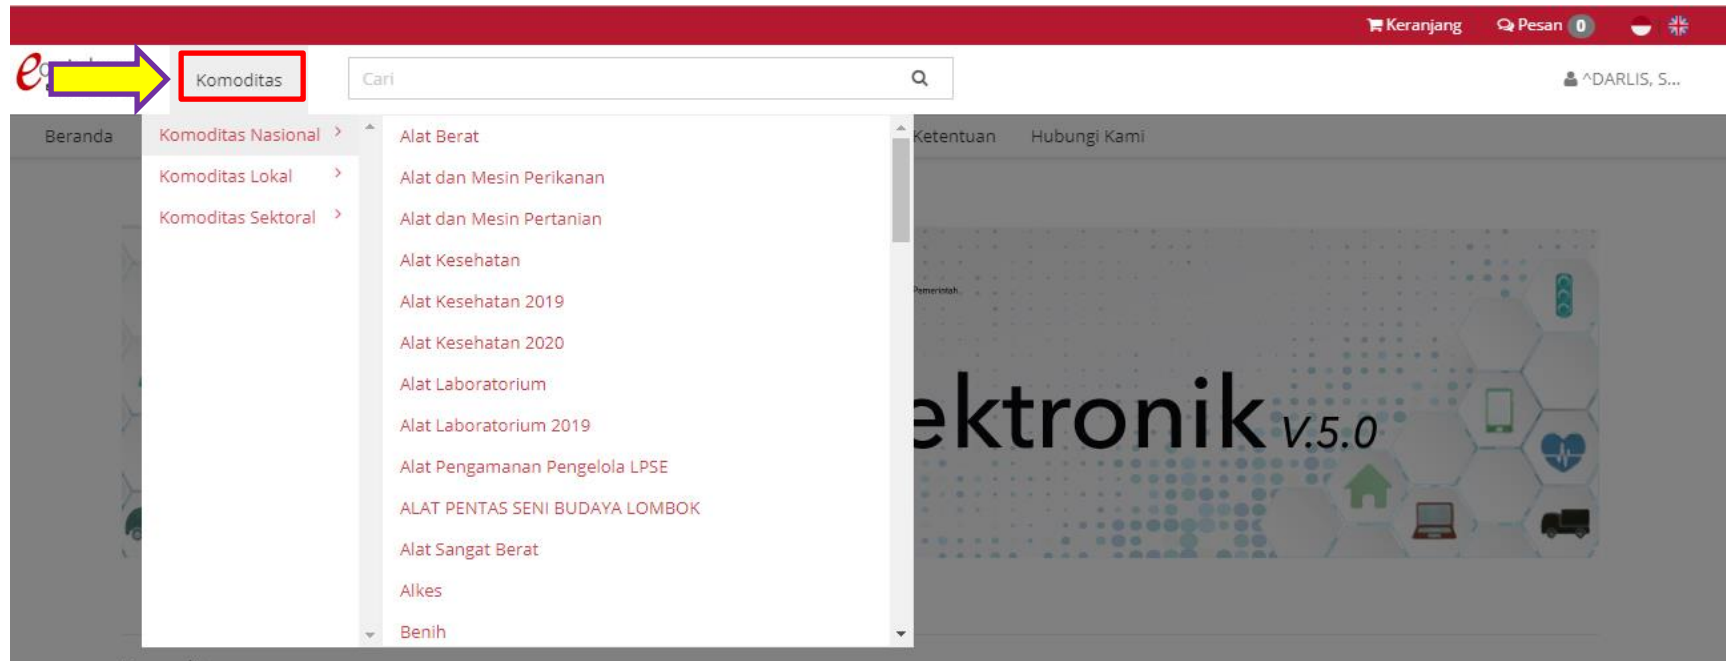 Keranjang Pesan 0
Komoditas Cari ^DARLIS, S...
Beranda Ketentuan Hubungi Kami
Komoditas Nasional
Komoditas Lokal
Komoditas Sektoral
Alat Berat
Alat dan Mesin Perikanan
Alat dan Mesin Pertanian
Alat Kesehatan
Alat Kesehatan 2019
Alat Kesehatan 2020
Alat Laboratorium
Alat Laboratorium 2019
Alat Pengamanan Pengelola LPSE
ALAT PENTAS SENI BUDAYA LOMBOK
Alat Sangat Berat
Alkes
Benih
Pemerintah.
ektronik V.5.0